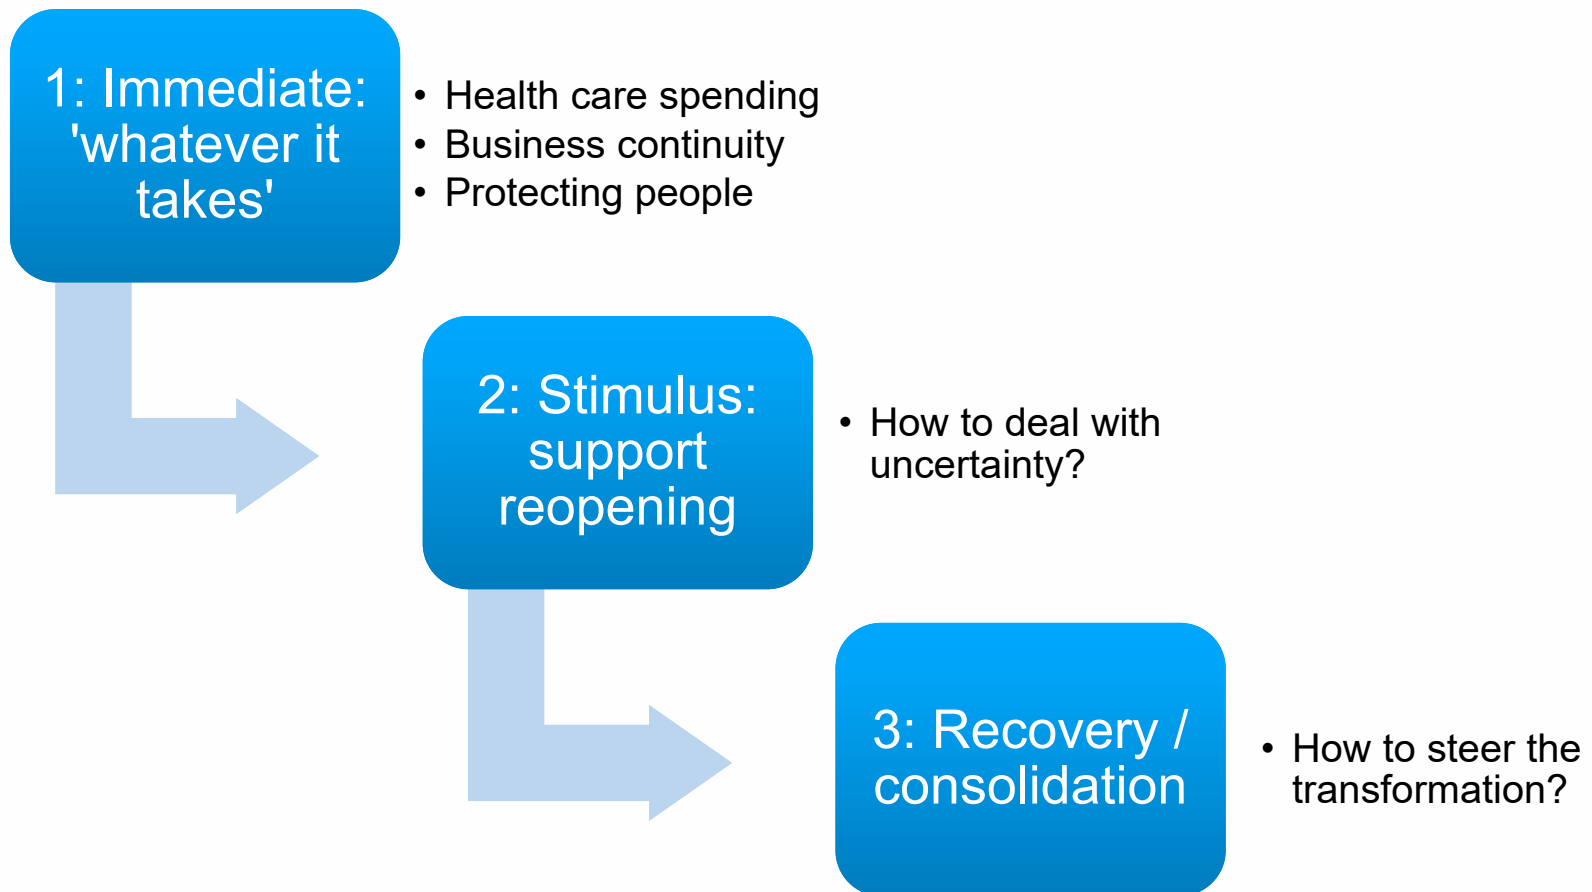 1: Immediate:
'whatever it
takes'
• Health care spending
• Business continuity
• Protecting people
2: Stimulus:
support
reopening
• How to deal with
uncertainty?
3: Recovery /
consolidation
• How to steer the
transformation?